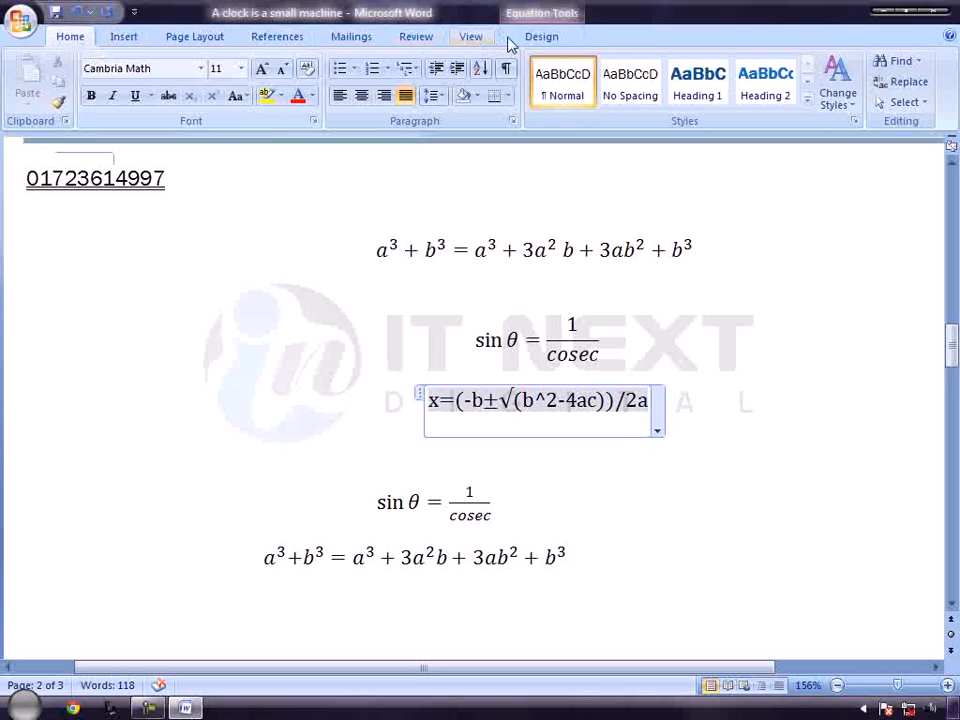 A clock is a small machine - Microsoft Word
Equation Tools
Home Insert Page Layout References Mailings Review View Design
Paste
Cambria Math 11
B I U abc x x Aa A
AaBbCcD AaBbCcD AaBbC AaBbCc
¶ Normal No Spacing Heading 1 Heading 2
Change Styles
Find
Replace
Select
Clipboard Font Paragraph Styles Editing
01723614997
a³ + b³ = a³ + 3a² b + 3ab² + b³
sin θ = 1/cosec
IT NEXT
x=(-b±√(b^2-4ac))/2a
sin θ = 1/cosec
a³+b³ = a³ + 3a²b + 3ab² + b³
Page: 2 of 3 Words: 118 156%